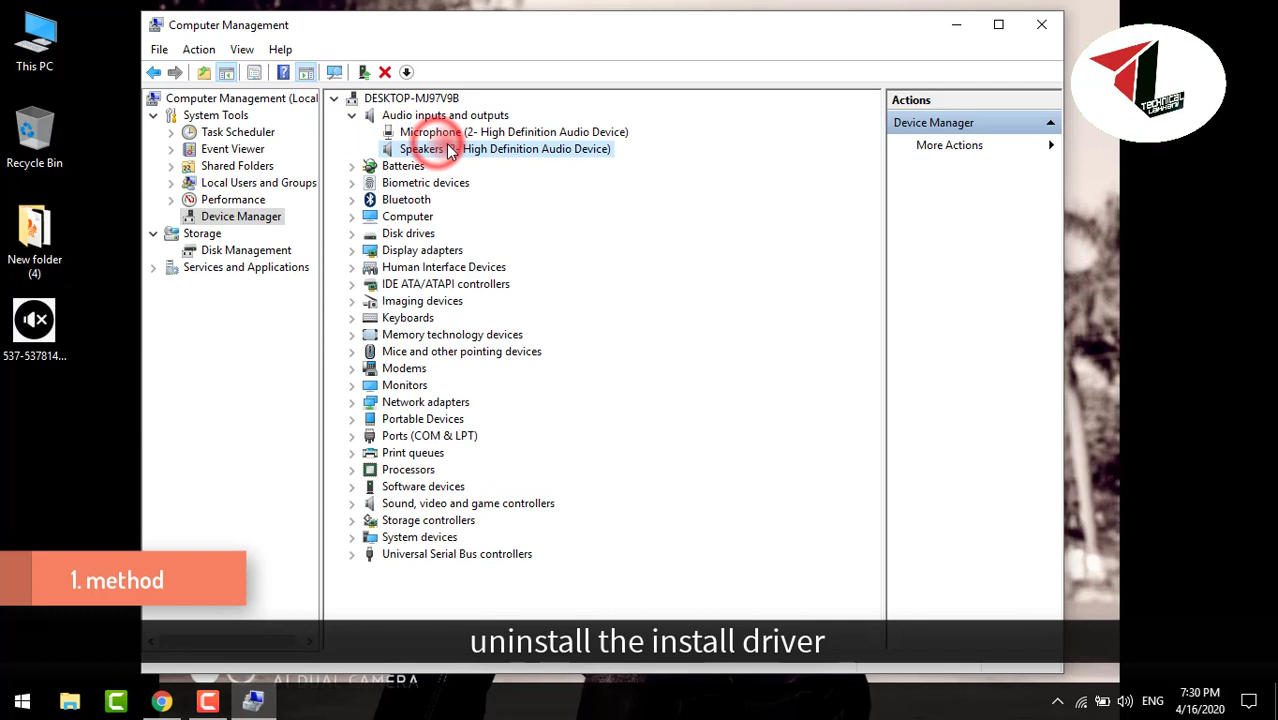 Computer Management
File Action View Help
This PC
Recycle Bin
New folder
(4)
537-537814...
Computer Management (Local
System Tools
Task Scheduler
Event Viewer
Shared Folders
Local Users and Groups
Performance
Device Manager
Storage
Disk Management
Services and Applications
DESKTOP-MJ97V9B
Audio inputs and outputs
Microphone (2- High Definition Audio Device)
Speakers - High Definition Audio Device)
Batteries
Biometric devices
Bluetooth
Computer
Disk drives
Display adapters
Human Interface Devices
IDE ATA/ATAPI controllers
Imaging devices
Keyboards
Memory technology devices
Mice and other pointing devices
Modems
Monitors
Network adapters
Portable Devices
Ports (COM & LPT)
Print queues
Processors
Software devices
Sound, video and game controllers
Storage controllers
System devices
Universal Serial Bus controllers
Actions
Device Manager
More Actions
TECHNICAL
LAKHANI
1. method
uninstall the install driver
AI DUAL CAMERA
ENG
7:30 PM
4/16/2020